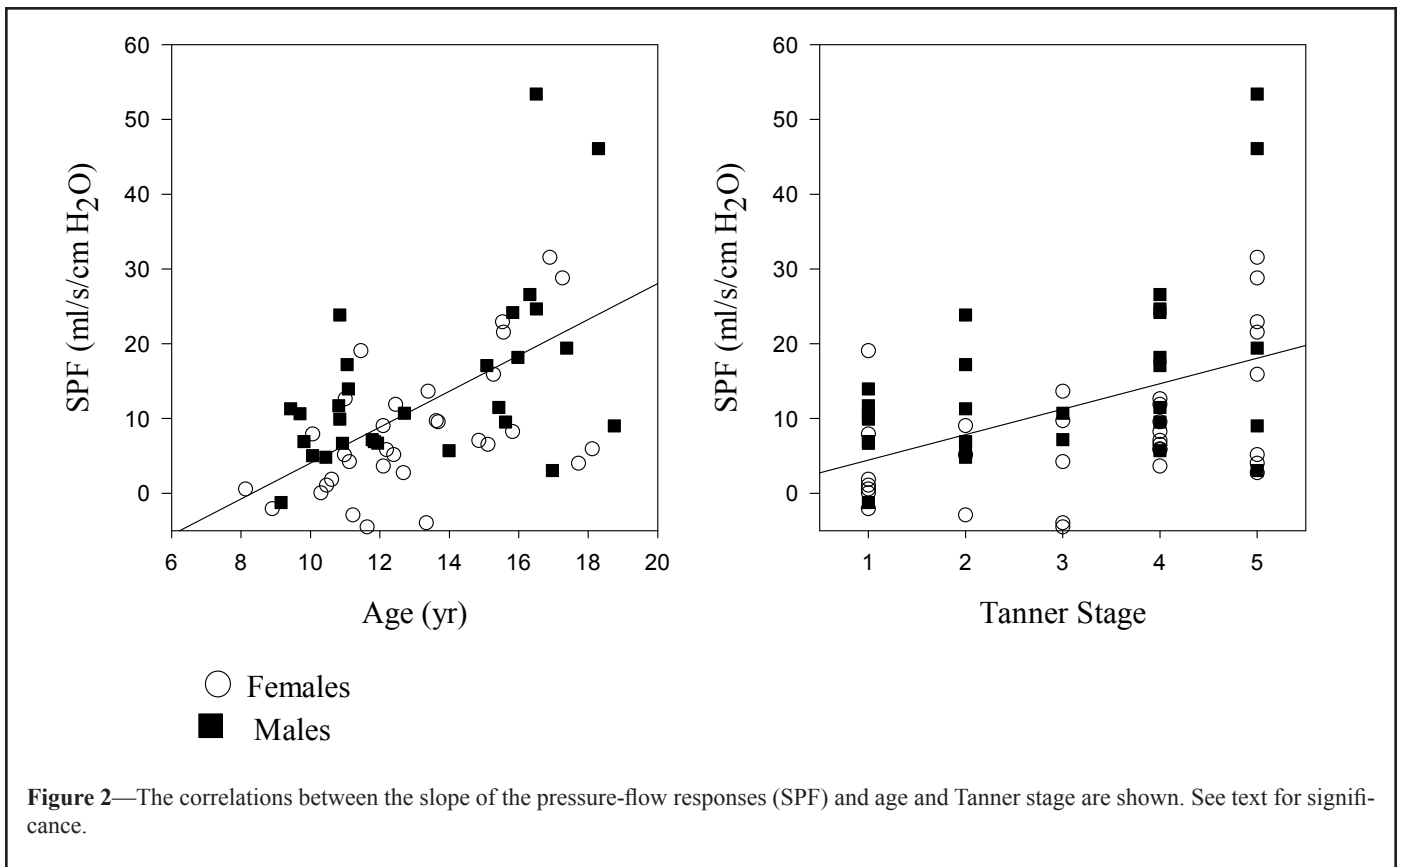 60
50
40
30
20
10
0
SPF (ml/s/cm H2O)
6 8 10 12 14 16 18 20
Age (yr)
60
50
40
30
20
10
0
SPF (ml/s/cm H2O)
1 2 3 4 5
Tanner Stage
Females
Males
Figure 2—The correlations between the slope of the pressure-flow responses (SPF) and age and Tanner stage are shown. See text for signifi-
cance.